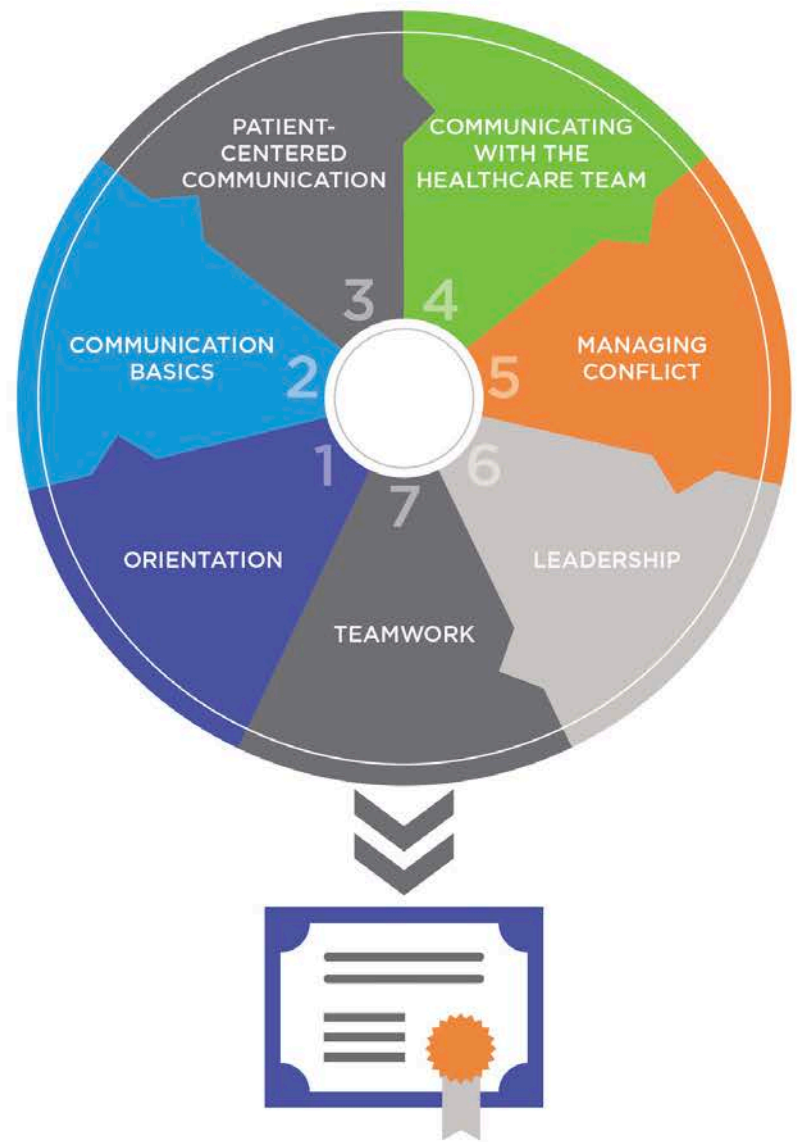 1
ORIENTATION
2
COMMUNICATION
BASICS
3
PATIENT-
CENTERED
COMMUNICATION
4
COMMUNICATING
WITH THE
HEALTHCARE TEAM
5
MANAGING
CONFLICT
6
LEADERSHIP
7
TEAMWORK